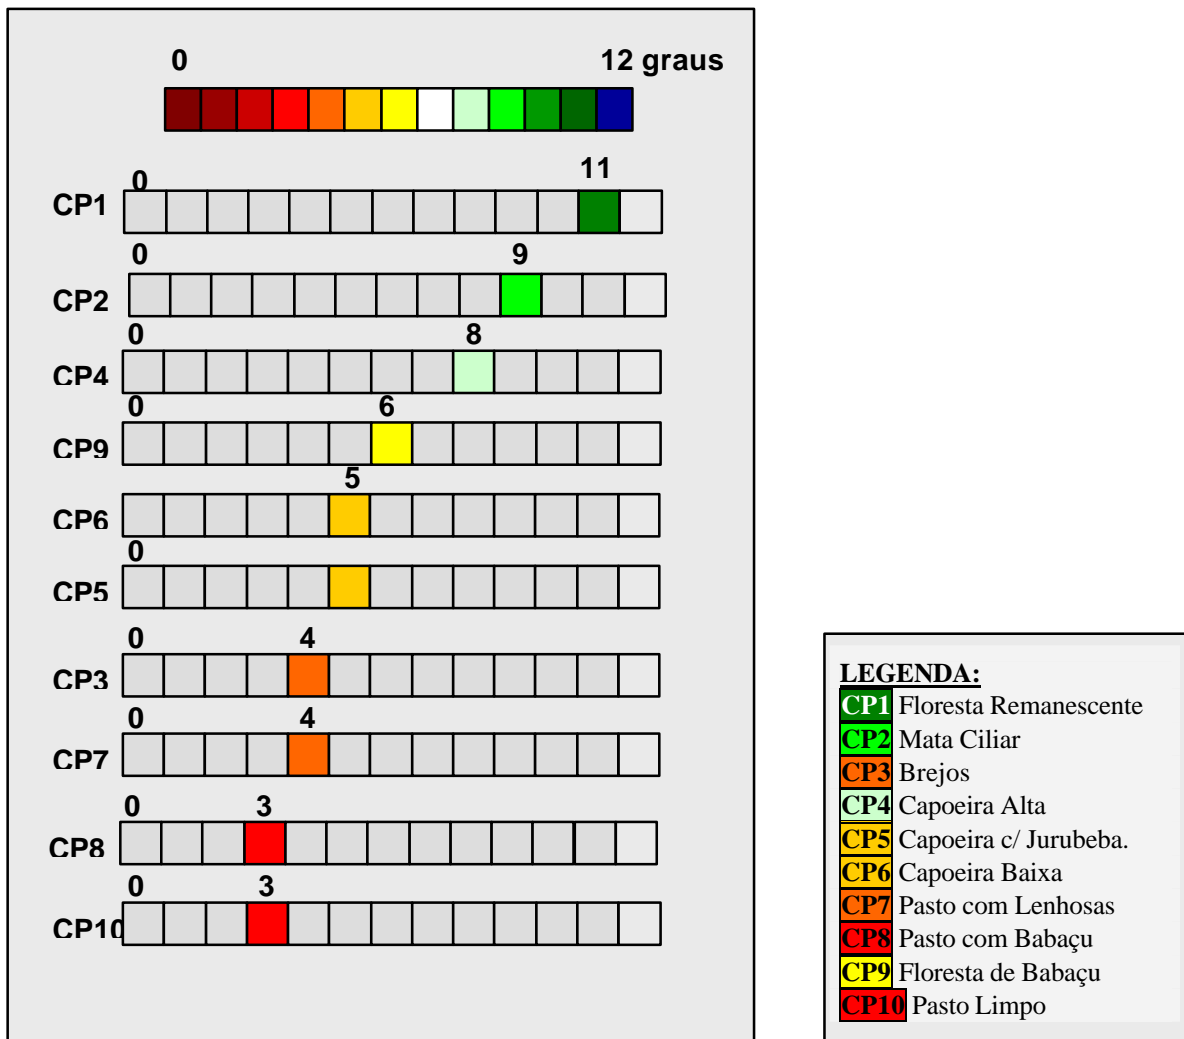 0 12 graus
0 11
CP1
0 9
CP2
0 8
CP4
0 6
CP9
5
CP6
0
CP5
0 4
CP3
0 4
CP7
0 3
CP8
0 3
CP10
LEGENDA:
CP1 Floresta Remanescente
CP2 Mata Ciliar
CP3 Brejos
CP4 Capoeira Alta
CP5 Capoeira c/ Jurubeba.
CP6 Capoeira Baixa
CP7 Pasto com Lenhosas
CP8 Pasto com Babaçu
CP9 Floresta de Babaçu
CP10 Pasto Limpo